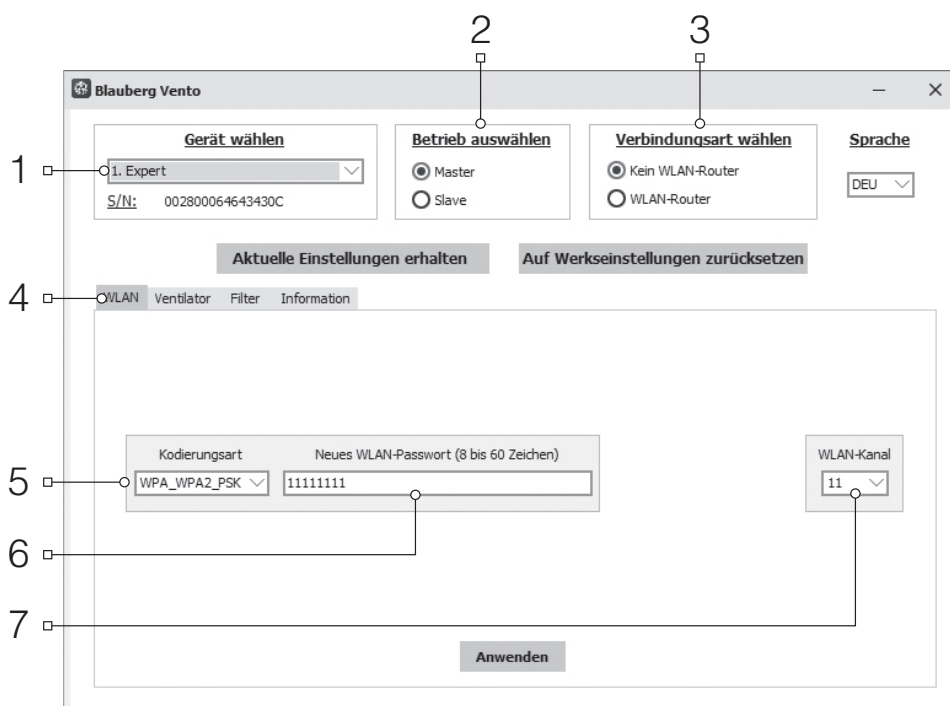 2 3
Blauberg Vento
Gerät wählen Betrieb auswählen Verbindungsart wählen Sprache
1 1. Expert Master Kein WLAN-Router
DEU
S/N: 002800064643430C Slave WLAN-Router
Aktuelle Einstellungen erhalten Auf Werkseinstellungen zurücksetzen
4 WLAN Ventilator Filter Information
Kodierungsart Neues WLAN-Passwort (8 bis 60 Zeichen) WLAN-Kanal
5 WPA_WPA2_PSK 11111111 11
6
7
Anwenden